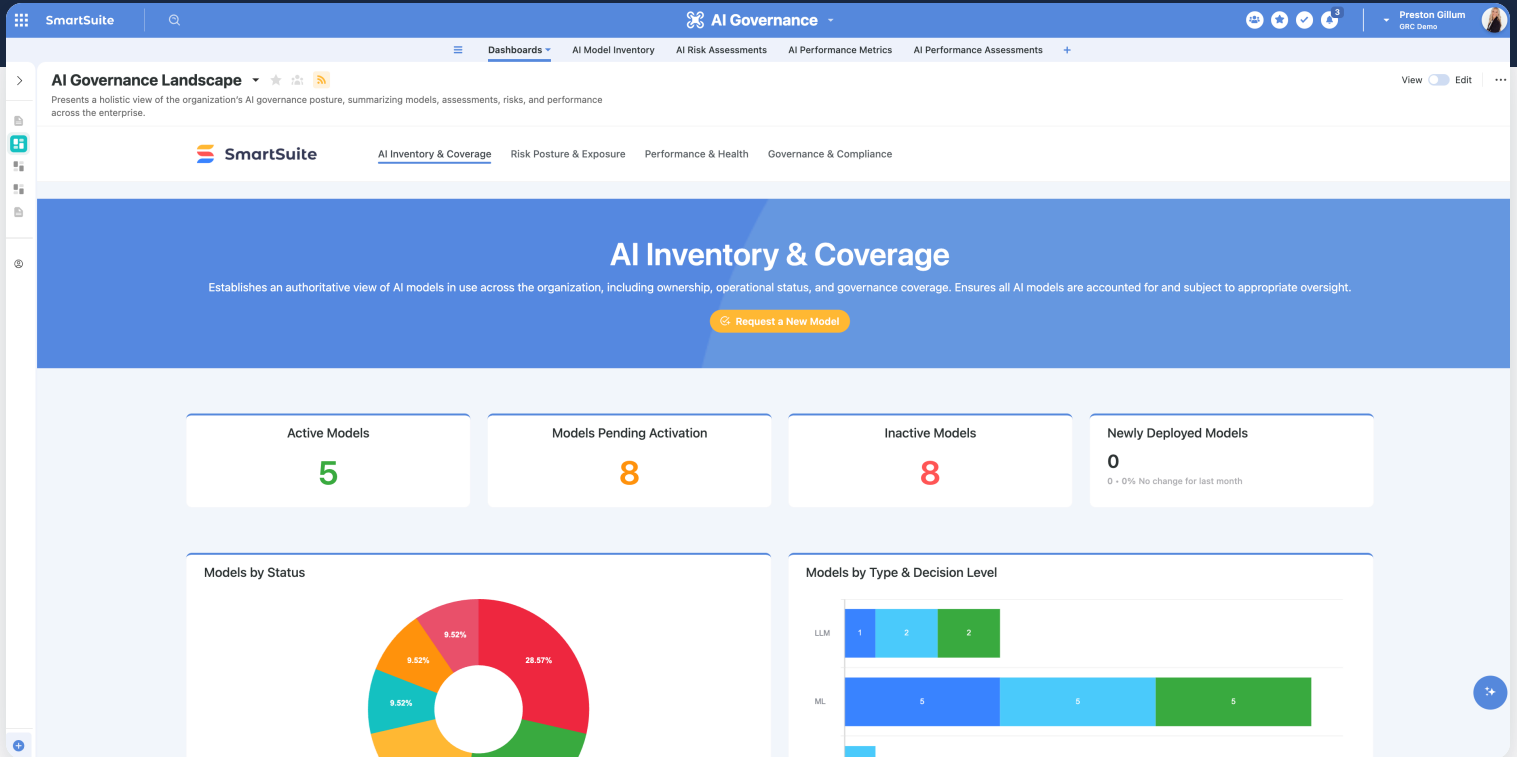 SmartSuite
AI Governance
3
Preston Gillum
GRC Demo
Dashboards
AI Model Inventory
AI Risk Assessments
AI Performance Metrics
AI Performance Assessments
AI Governance Landscape
View
Edit
Presents a holistic view of the organization's AI governance posture, summarizing models, assessments, risks, and performance
across the enterprise.
SmartSuite
AI Inventory & Coverage
Risk Posture & Exposure
Performance & Health
Governance & Compliance
AI Inventory & Coverage
Establishes an authoritative view of AI models in use across the organization, including ownership, operational status, and governance coverage. Ensures all AI models are accounted for and subject to appropriate oversight.
Request a New Model
Active Models
5
Models Pending Activation
8
Inactive Models
8
Newly Deployed Models
0
0 • 0% No change for last month
Models by Status
9.52%
28.57%
9.52%
9.52%
Models by Type & Decision Level
LLM
1
2
2
ML
5
5
5